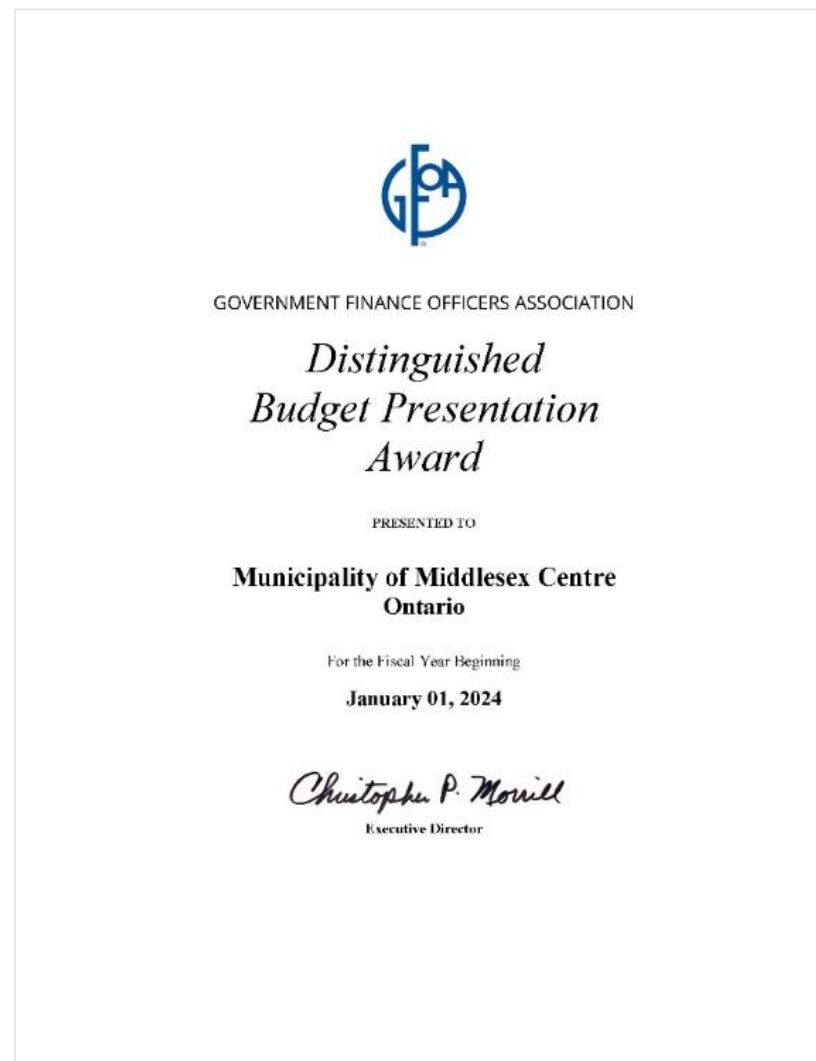 GFOA
GOVERNMENT FINANCE OFFICERS ASSOCIATION
Distinguished
Budget Presentation
Award
PRESENTED TO
Municipality of Middlesex Centre
Ontario
For the Fiscal Year Beginning
January 01, 2024
Christopher P. Morrill
Executive Director